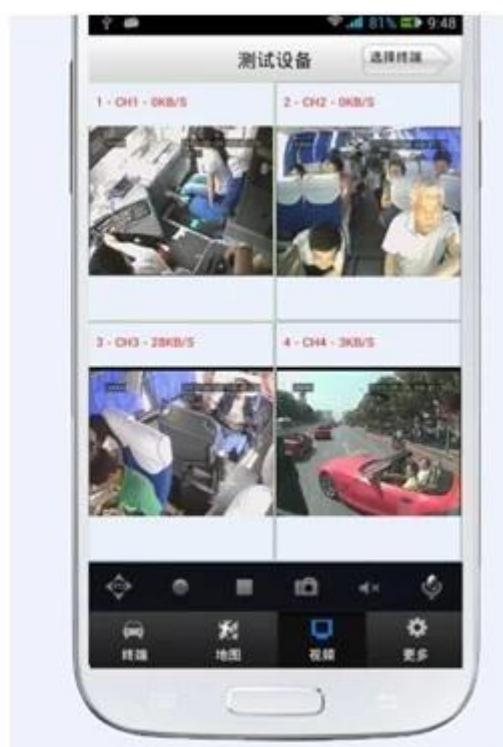 81% 9:48
测试设备 选择终端
1 - CH1 - 0KB/S 2 - CH2 - 0KB/S
3 - CH3 - 28KB/S 4 - CH4 - 3KB/S
终端 地图 视频 更多